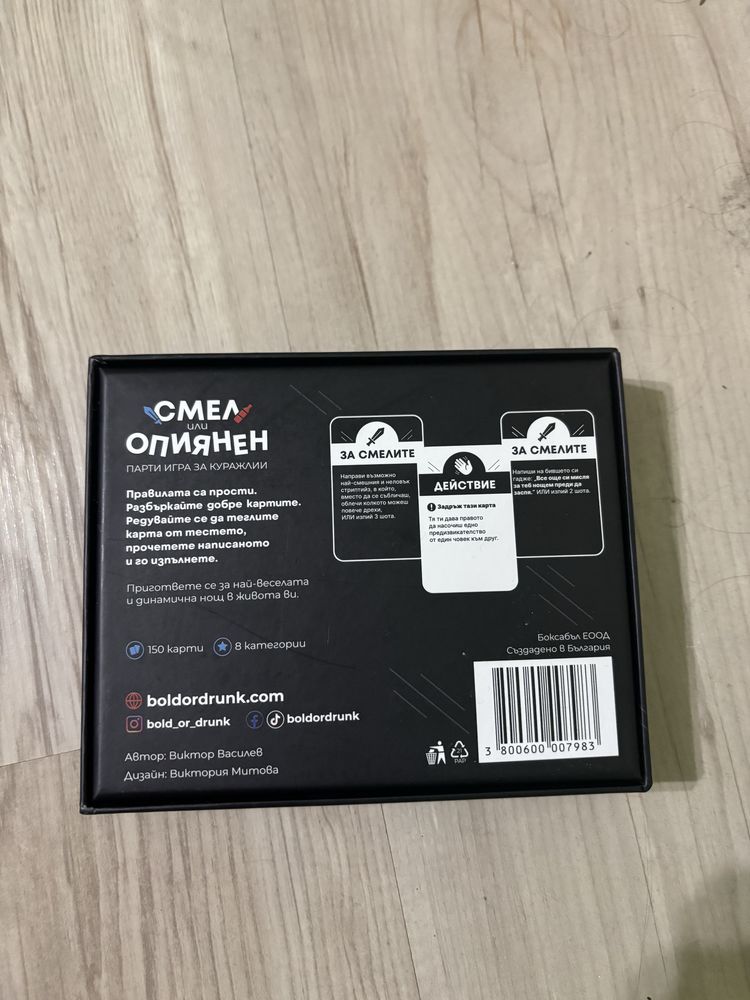 СМЕЛ
или
ОПИЯНЕН
ПАРТИ ИГРА ЗА КУРАЖЛИИ
Правилата са прости.
Разбъркайте добре картите.
Редувайте се да теглите
карта от тестето,
прочетете написаното
и го изпълнете.
Пригответе се за най-веселата
и динамична нощ в живота ви.
150 карти
8 категории
boldordrunk.com
bold_or_drunk
boldordrunk
Автор: Виктор Василев
Дизайн: Виктория Митова
ЗА СМЕЛИТЕ
Направи възможно
най-смешния и неловък
стриптийз, в който,
вместо да се събличаш,
облечи колкото можеш
повече дрехи,
ИЛИ изпий 3 шота.
ДЕЙСТВИЕ
Задръж тази карта
Тя ти дава правото
да насочиш едно
предизвикателство
от един човек към друг.
ЗА СМЕЛИТЕ
Напиши на бившето си
гадже: „Все още си мисля
за теб нощем преди да
заспя.“ ИЛИ изпий 2 шота.
Боксабъл ЕООД
Създадено в България
3 800600 007983
21
PAP